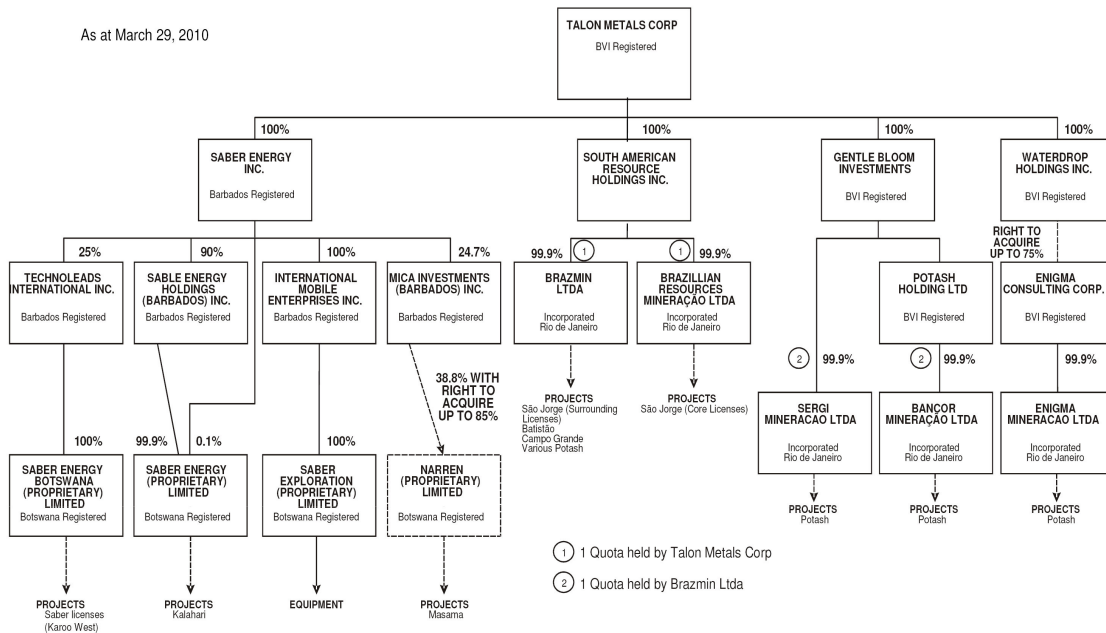 As at March 29, 2010
TALON METALS CORP
BVI Registered
100%
100%
100%
100%
SABER ENERGY
INC.
Barbados Registered
SOUTH AMERICAN
RESOURCE
HOLDINGS INC.
GENTLE BLOOM
INVESTMENTS
BVI Registered
WATERDROP
HOLDINGS INC.
BVI Registered
25%
90%
100%
24.7%
99.9%
1
1
99.9%
RIGHT TO
ACQUIRE
UP TO 75%
TECHNOLEADS
INTERNATIONAL INC.
Barbados Registered
SABLE ENERGY
HOLDINGS
(BARBADOS) INC.
Barbados Registered
INTERNATIONAL
MOBILE
ENTERPRISES INC.
Barbados Registered
MICA INVESTMENTS
(BARBADOS) INC.
Barbados Registered
BRAZMIN
LTDA
Incorporated
Rio de Janeiro
BRAZILLIAN
RESOURCES
MINERAÇÃO LTDA
Incorporated
Rio de Janeiro
POTASH
HOLDING LTD
BVI Registered
ENIGMA
CONSULTING CORP.
BVI Registered
38.8% WITH
RIGHT TO
ACQUIRE
UP TO 85%
2
99.9%
2
99.9%
99.9%
PROJECTS
São Jorge (Surrounding
Licenses)
Batistão
Campo Grande
Various Potash
PROJECTS
São Jorge (Core Licenses)
SERGI
MINERACAO LTDA
Incorporated
Rio de Janeiro
BANÇOR
MINERAÇÃO LTDA
Incorporated
Rio de Janeiro
ENIGMA
MINERACAO LTDA
Incorporated
Rio de Janeiro
100%
99.9%
0.1%
100%
SABER ENERGY
BOTSWANA
(PROPRIETARY)
LIMITED
Botswana Registered
SABER ENERGY
(PROPRIETARY)
LIMITED
Botswana Registered
SABER
EXPLORATION
(PROPRIETARY)
LIMITED
Botswana Registered
NARREN
(PROPRIETARY)
LIMITED
Botswana Registered
PROJECTS
Potash
PROJECTS
Potash
PROJECTS
Potash
1 1 Quota held by Talon Metals Corp
2 1 Quota held by Brazmin Ltda
PROJECTS
Saber licenses
(Karoo West)
PROJECTS
Kalahari
EQUIPMENT
PROJECTS
Masama